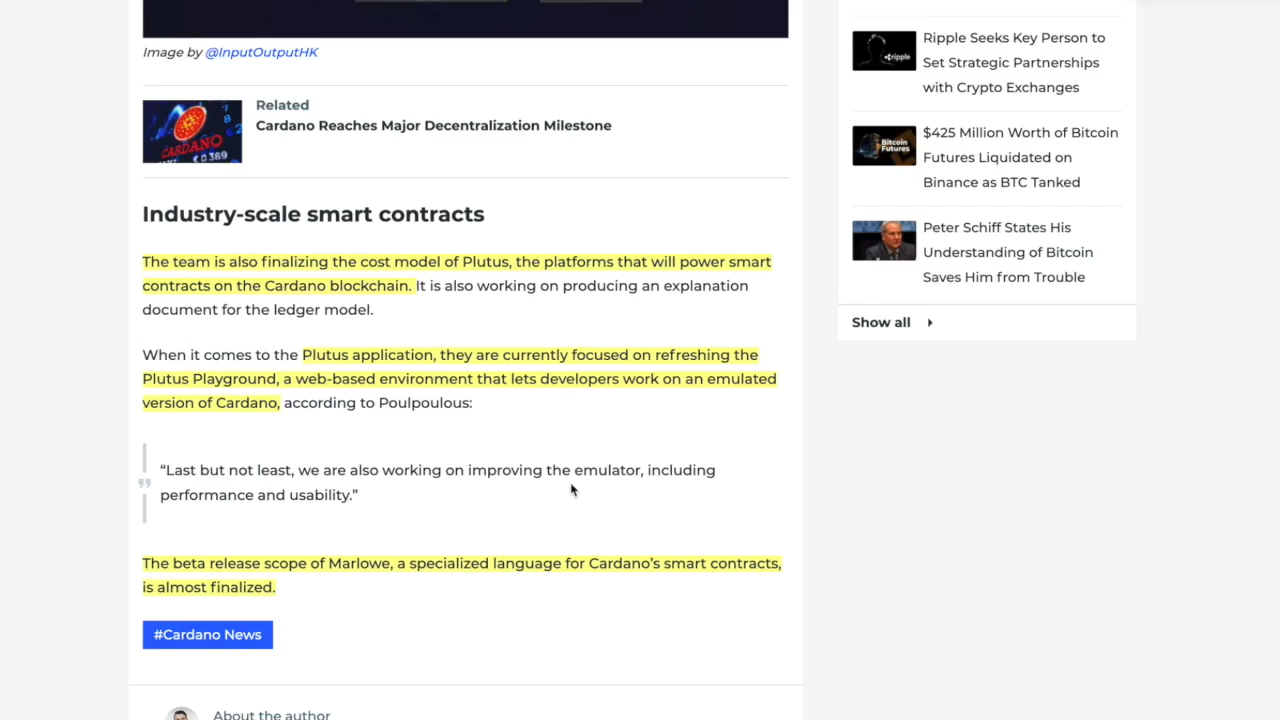 Image by @InputOutputHK
Related
Cardano Reaches Major Decentralization Milestone
CARDANO
€0.369
Industry-scale smart contracts
The team is also finalizing the cost model of Plutus, the platforms that will power smart
contracts on the Cardano blockchain. It is also working on producing an explanation
document for the ledger model.
When it comes to the Plutus application, they are currently focused on refreshing the
Plutus Playground, a web-based environment that lets developers work on an emulated
version of Cardano, according to Poulpoulous:
“Last but not least, we are also working on improving the emulator, including
performance and usability.”
The beta release scope of Marlowe, a specialized language for Cardano’s smart contracts,
is almost finalized.
#Cardano News
About the author
ripple
Ripple Seeks Key Person to
Set Strategic Partnerships
with Crypto Exchanges
Bitcoin
Futures
$425 Million Worth of Bitcoin
Futures Liquidated on
Binance as BTC Tanked
Peter Schiff States His
Understanding of Bitcoin
Saves Him from Trouble
Show all